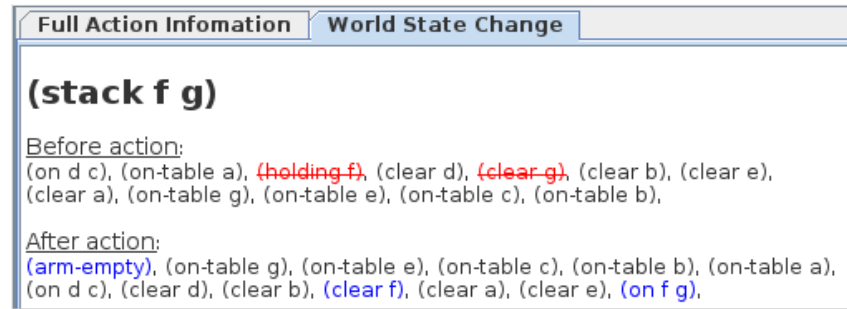 Full Action Infomation World State Change
(stack f g)
Before action:
(on d c), (on-table a), (holding f), (clear d), (clear g), (clear b), (clear e),
(clear a), (on-table g), (on-table e), (on-table c), (on-table b),
After action:
(arm-empty), (on-table g), (on-table e), (on-table c), (on-table b), (on-table a),
(on d c), (clear d), (clear b), (clear f), (clear a), (clear e), (on f g),